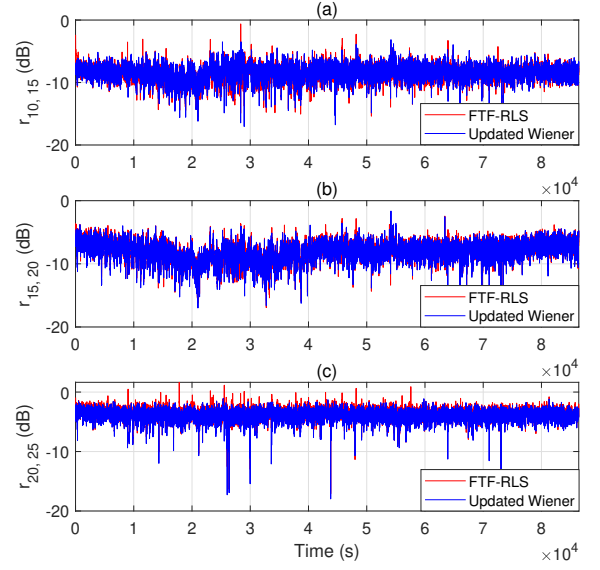 (a)
0
-10
-20
r10, 15 (dB)
FTF-RLS
Updated Wiener
0 1 2 3 4 5 6 7 8
×10^4
(b)
0
-10
-20
r15, 20 (dB)
FTF-RLS
Updated Wiener
0 1 2 3 4 5 6 7 8
×10^4
(c)
0
-10
-20
r20, 25 (dB)
FTF-RLS
Updated Wiener
0 1 2 3 4 5 6 7 8
Time (s)
×10^4